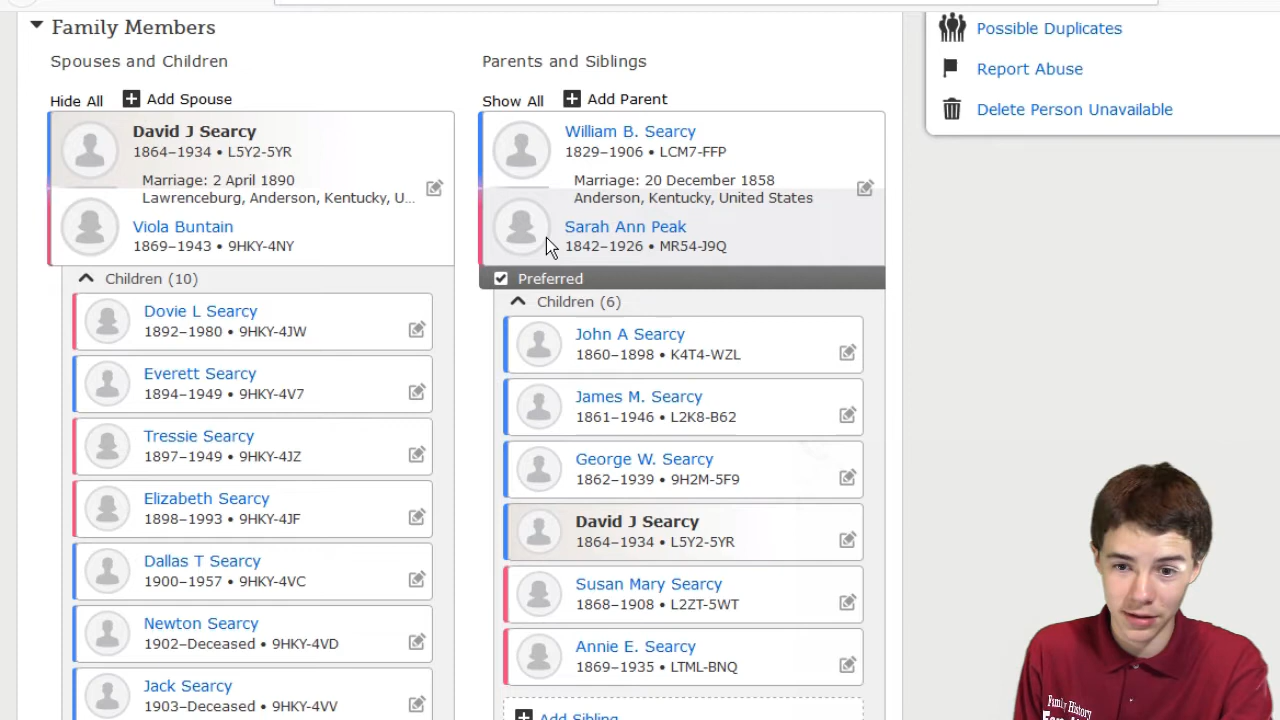 Family Members
Spouses and Children
Hide All
Add Spouse
David J Searcy
1864–1934 • L5Y2-5YR
Marriage: 2 April 1890
Lawrenceburg, Anderson, Kentucky, U...
Viola Buntain
1869–1943 • 9HKY-4NY
Children (10)
Dovie L Searcy
1892–1980 • 9HKY-4JW
Everett Searcy
1894–1949 • 9HKY-4V7
Tressie Searcy
1897–1949 • 9HKY-4JZ
Elizabeth Searcy
1898–1993 • 9HKY-4JF
Dallas T Searcy
1900–1957 • 9HKY-4VC
Newton Searcy
1902–Deceased • 9HKY-4VD
Jack Searcy
1903–Deceased • 9HKY-4VV
Parents and Siblings
Show All
Add Parent
William B. Searcy
1829–1906 • LCM7-FFP
Marriage: 20 December 1858
Anderson, Kentucky, United States
Sarah Ann Peak
1842–1926 • MR54-J9Q
Preferred
Children (6)
John A Searcy
1860–1898 • K4T4-WZL
James M. Searcy
1861–1946 • L2K8-B62
George W. Searcy
1862–1939 • 9H2M-5F9
David J Searcy
1864–1934 • L5Y2-5YR
Susan Mary Searcy
1868–1908 • L2ZT-5WT
Annie E. Searcy
1869–1935 • LTML-BNQ
Add Sibling
Possible Duplicates
Report Abuse
Delete Person Unavailable
Family History